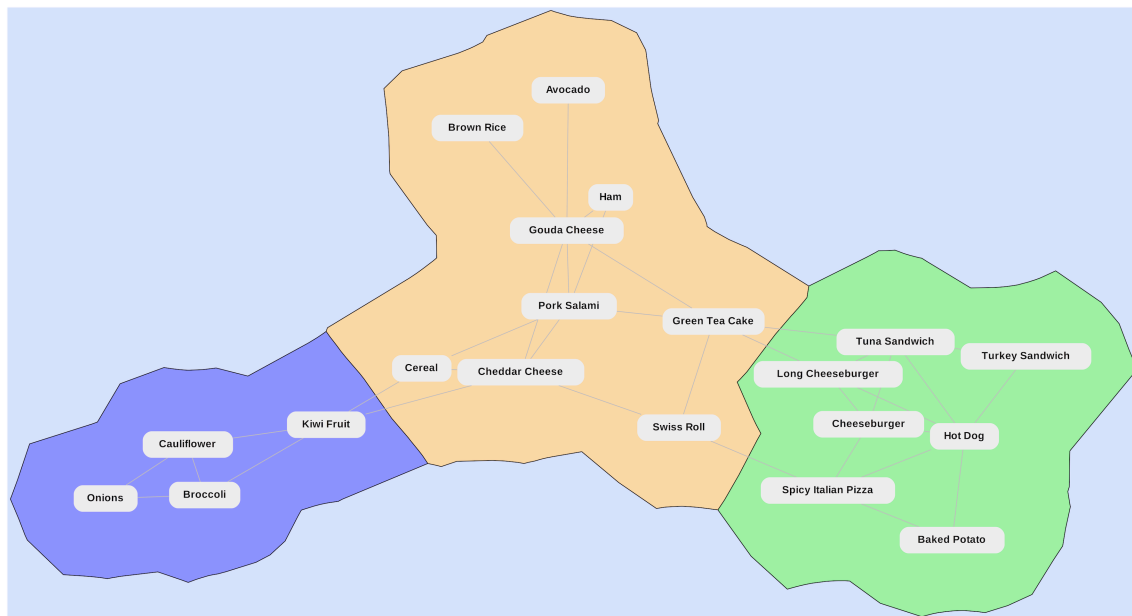 Avocado
Brown Rice
Ham
Gouda Cheese
Pork Salami
Green Tea Cake
Tuna Sandwich
Turkey Sandwich
Cereal
Cheddar Cheese
Long Cheeseburger
Kiwi Fruit
Swiss Roll
Cheeseburger
Hot Dog
Cauliflower
Onions
Broccoli
Spicy Italian Pizza
Baked Potato